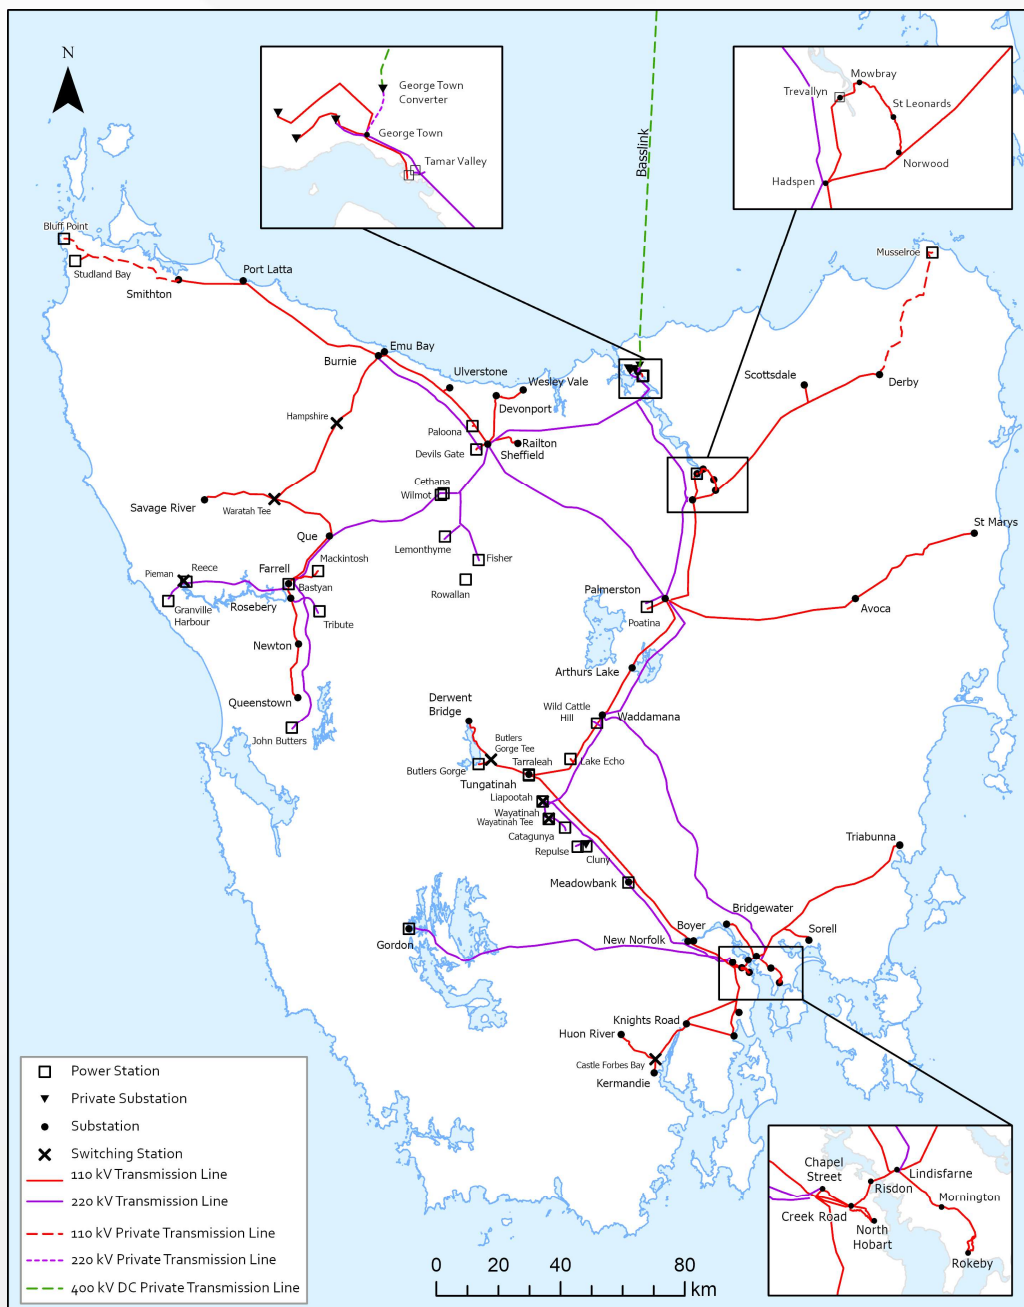 N
George Town
Converter
George Town
Tamar Valley
Basslink
Mowbray
Trevallyn
St Leonards
Norwood
Hadspen
Bluff Point
Studland Bay
Smithton
Port Latta
Musselroe
Emu Bay
Burnie
Ulverstone
Wesley Vale
Devonport
Scottsdale
Derby
Hampshire
Paloona
Devils Gate
Railton
Sheffield
Cethana
Wilmot
Savage River
Waratah Tee
Que
Lemonthyme
Fisher
Rowallan
St Marys
Mackintosh
Farrell
Bastyan
Pieman
Reece
Rosebery
Granville
Harbour
Tribute
Palmerston
Poatina
Avoca
Newton
Arthurs Lake
Queenstown
John Butters
Derwent
Bridge
Wild Cattle
Hill
Waddamana
Butlers
Gorge Tee
Butlers Gorge
Tarraleah
Lake Echo
Tungatinah
Liapootah
Wayatinah
Wayatinah Tee
Catagunya
Repulse
Cluny
Triabunna
Meadowbank
Bridgewater
Boyer
Sorell
New Norfolk
Gordon
Knights Road
Huon River
Castle Forbes Bay
Kermandie
Power Station
Private Substation
Substation
Switching Station
110 kV Transmission Line
220 kV Transmission Line
110 kV Private Transmission Line
220 kV Private Transmission Line
400 kV DC Private Transmission Line
0 20 40 80
km
Chapel
Street
Lindisfarne
Risdon
Mornington
Creek Road
North
Hobart
Rokeby